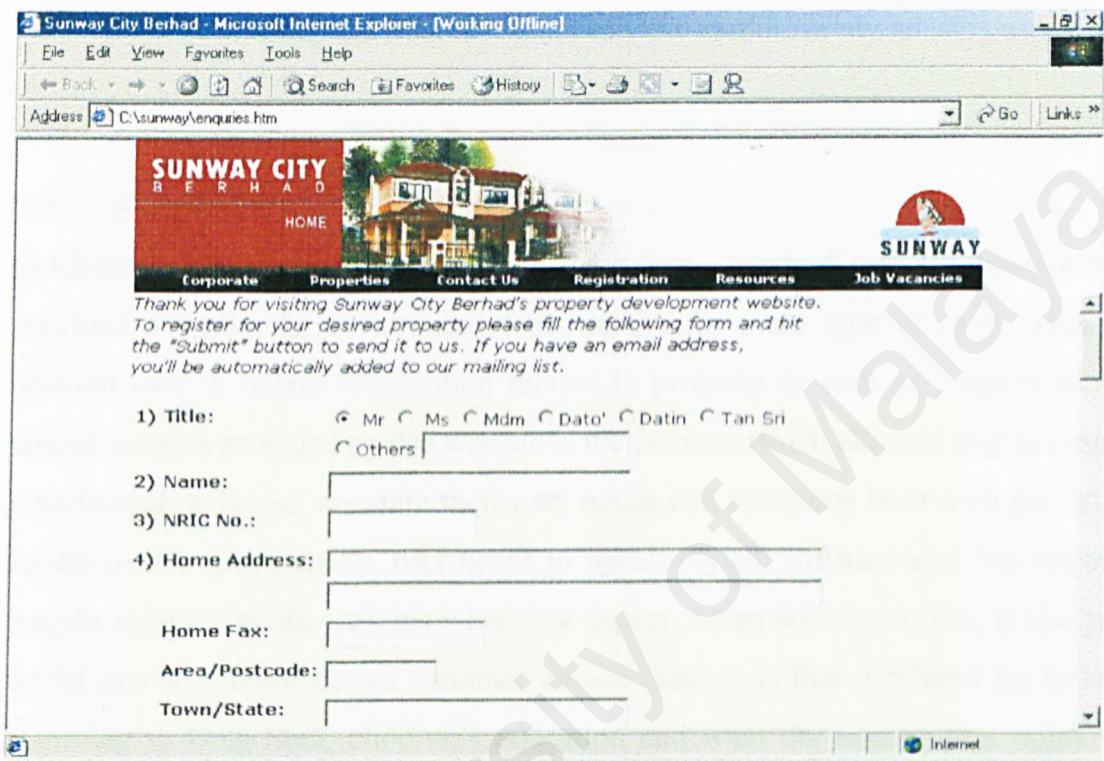 Sunway City Berhad - Microsoft Internet Explorer - [Working Offline]
File Edit View Favorites Tools Help
Back Search Favorites History
Address C:\sunway\enquries.htm Go Links »
SUNWAY CITY
BERHAD
HOME
SUNWAY
Corporate Properties Contact Us Registration Resources Job Vacancies
Thank you for visiting Sunway City Berhad's property development website.
To register for your desired property please fill the following form and hit
the "Submit" button to send it to us. If you have an email address,
you'll be automatically added to our mailing list.
1) Title: Mr Ms Mdm Dato' Datin Tan Sri
Others
2) Name:
3) NRIC No.:
4) Home Address:
Home Fax:
Area/Postcode:
Town/State:
Internet
University of Malaya